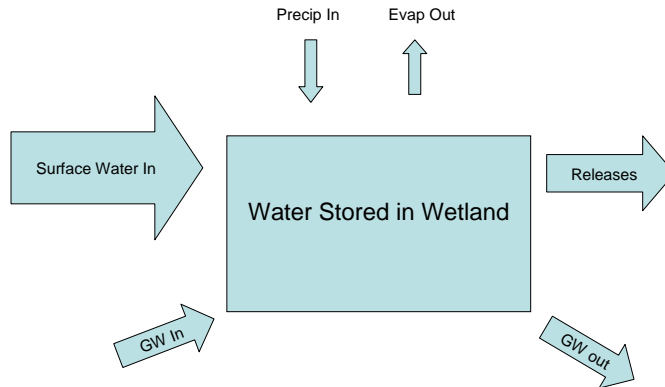 Precip In
Evap Out
Surface Water In
Water Stored in Wetland
Releases
GW In
GW out